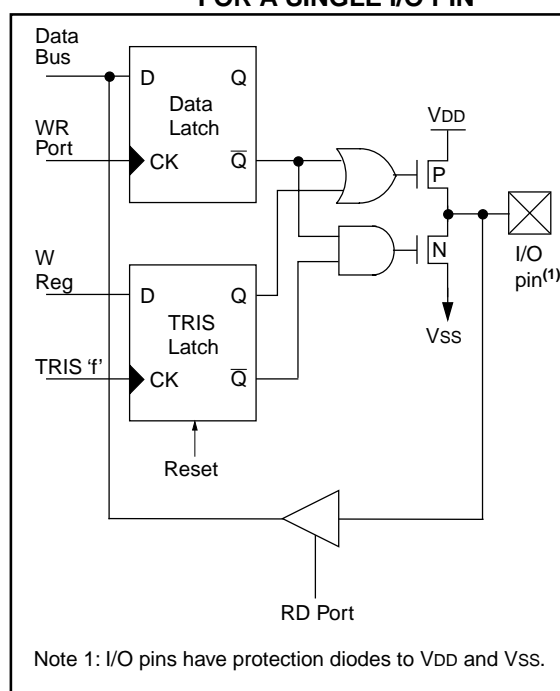 FOR A SINGLE I/O PIN
Data
Bus
D
Q
Data
Latch
WR
Port
CK
Q
VDD
P
N
I/O
pin(1)
VSS
W
Reg
D
Q
TRIS
Latch
TRIS ‘f’
CK
Q
Reset
RD Port
Note 1: I/O pins have protection diodes to VDD and VSS.